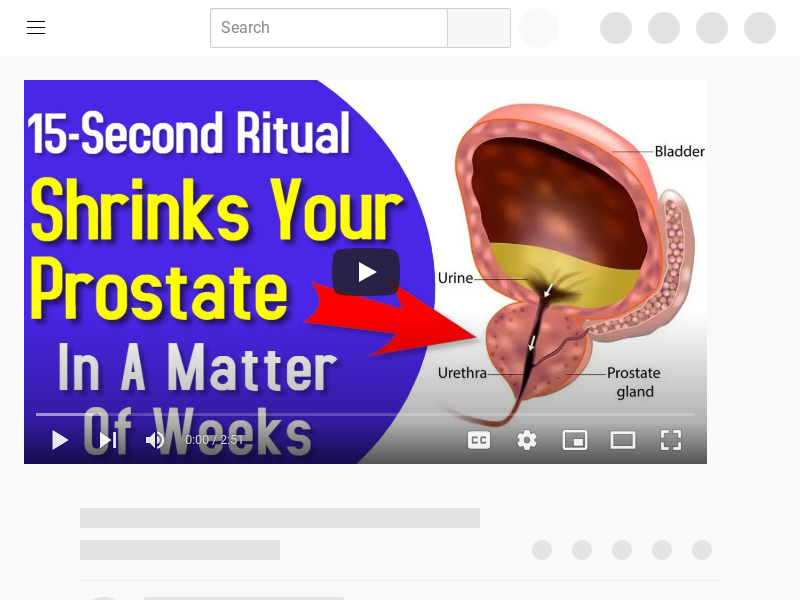 Search
15-Second Ritual
Shrinks Your
Prostate
In A Matter
Of Weeks
Bladder
Urine
Urethra
Prostate
gland
0:00 / 2:51
CC